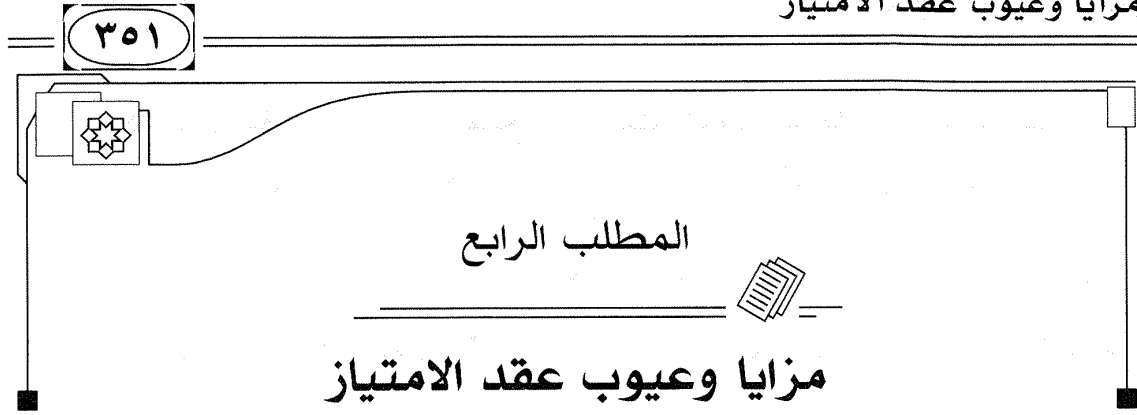 مزايا وعيوب عقد الامتياز
٣٥١
المطلب الرابع
مزايا وعيوب عقد الامتياز